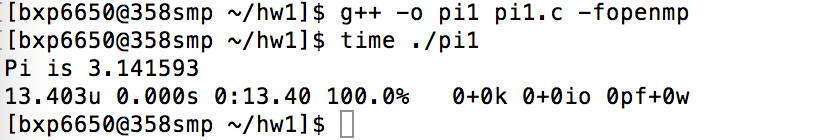 [bxp6650@358smp ~/hw1]$ g++ -o pi1 pi1.c -fopenmp
[bxp6650@358smp ~/hw1]$ time ./pi1
Pi is 3.141593
13.403u 0.000s 0:13.40 100.0%   0+0k 0+0io 0pf+0w
[bxp6650@358smp ~/hw1]$